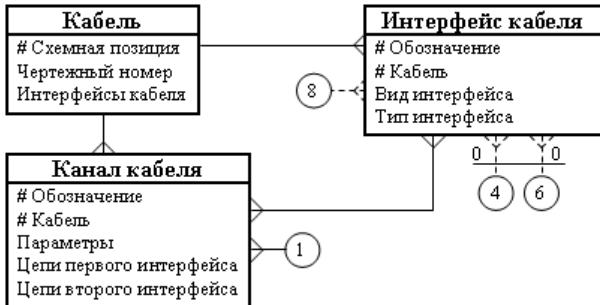 Кабель
# Схемная позиция
Чертежный номер
Интерфейсы кабеля
Интерфейс кабеля
# Обозначение
# Кабель
Вид интерфейса
Тип интерфейса
8
0 0
4 6
Канал кабеля
# Обозначение
# Кабель
Параметры
Цепи первого интерфейса
Цепи второго интерфейса
1